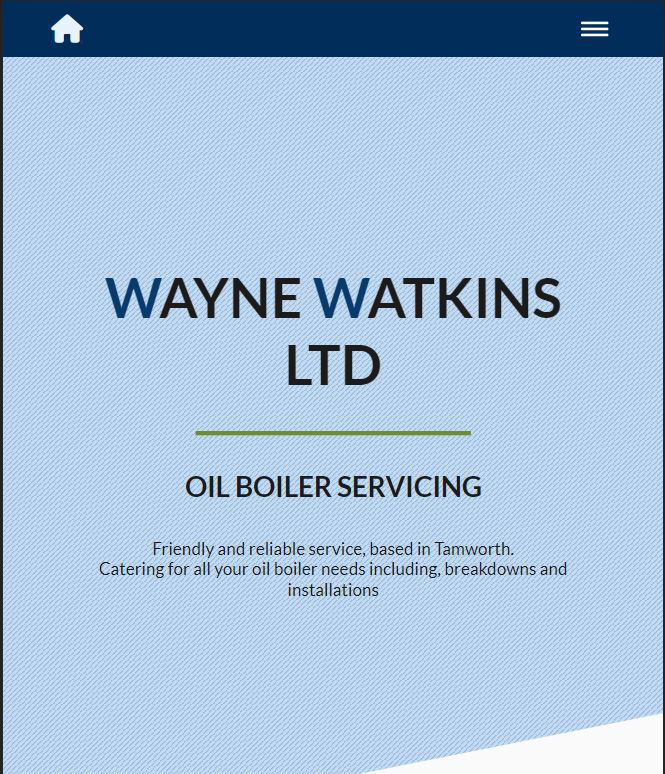 WAYNE WATKINS
LTD
OIL BOILER SERVICING
Friendly and reliable service, based in Tamworth.
Catering for all your oil boiler needs including, breakdowns and
installations